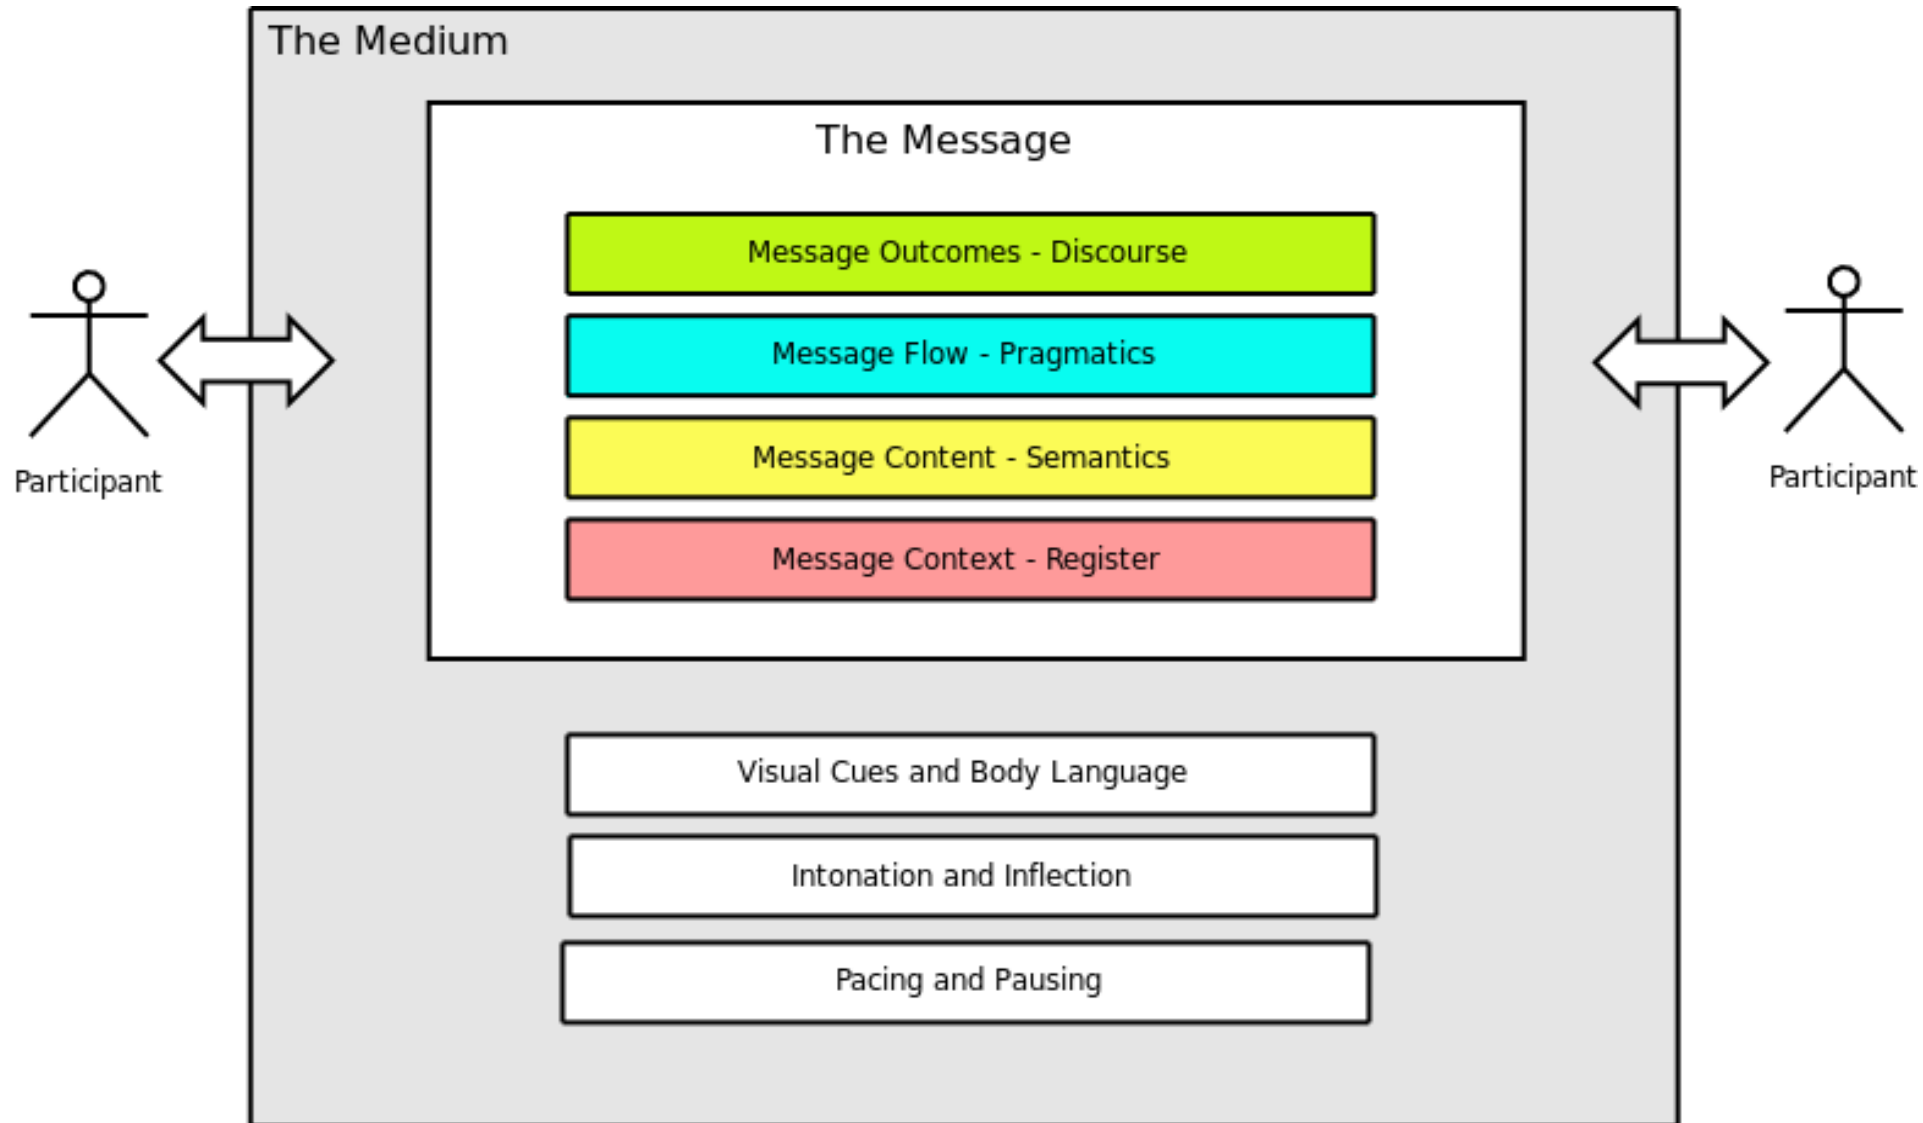 The Medium
The Message
Message Outcomes - Discourse
Message Flow - Pragmatics
Message Content - Semantics
Message Context - Register
Participant
Participant
Visual Cues and Body Language
Intonation and Inflection
Pacing and Pausing